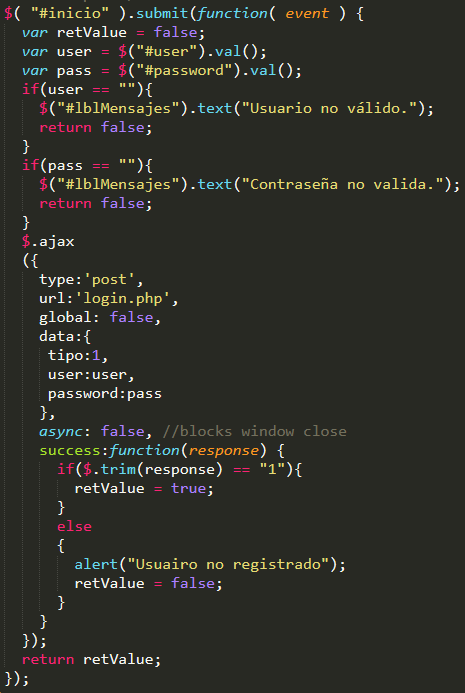 $( "#inicio" ).submit(function( event ) {
  var retValue = false;
  var user = $("#user").val();
  var pass = $("#password").val();
  if(user == ""){
    $("#lblMensajes").text("Usuario no válido.");
    return false;
  }
  if(pass == ""){
    $("#lblMensajes").text("Contraseña no valida.");
    return false;
  }
  $.ajax
  ({
    type:'post',
    url:'login.php',
    global: false,
    data:{
     tipo:1,
     user:user,
     password:pass
    },
    async: false, //blocks window close
    success:function(response) {
      if($.trim(response) == "1"){
        retValue = true;
      }
      else
      {
        alert("Usuairo no registrado");
        retValue = false;
      }
    }
  });
  return retValue;
});